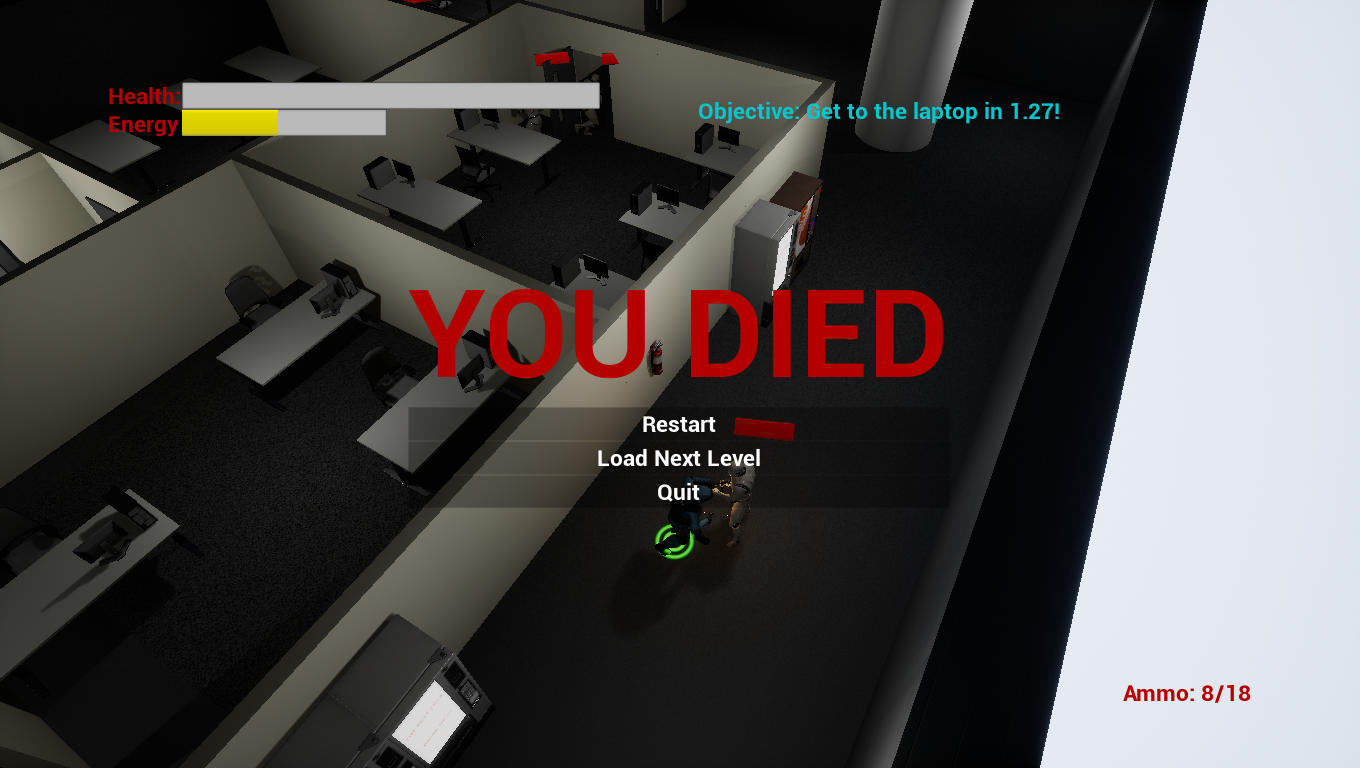 Health:
Energy
Objective: Get to the laptop in 1.27!
YOU DIED
Restart
Load Next Level
Quit
Ammo: 8/18